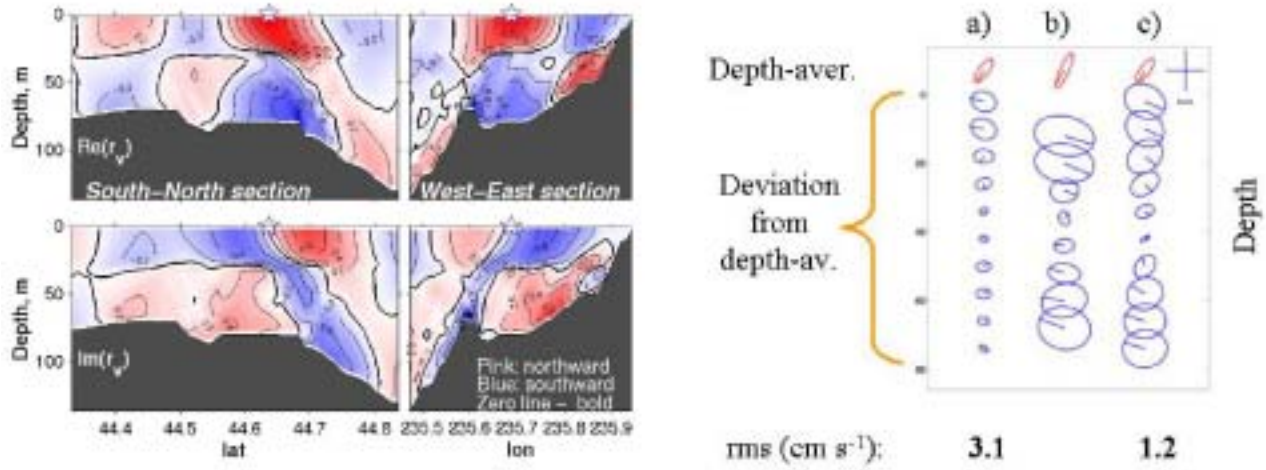 Depth, m
0
50
100
Re(r_v)
South-North section
West-East section
Depth, m
0
50
100
Im(r_v)
Pink: northward
Blue: southward
Zero line - bold
44.4 44.5 44.6 44.7 44.8 235.5 235.6 235.7 235.8 235.9
lat lon
a) b) c)
Depth-aver.
Deviation
from
depth-av.
Depth
rms (cm s⁻¹): 3.1 1.2